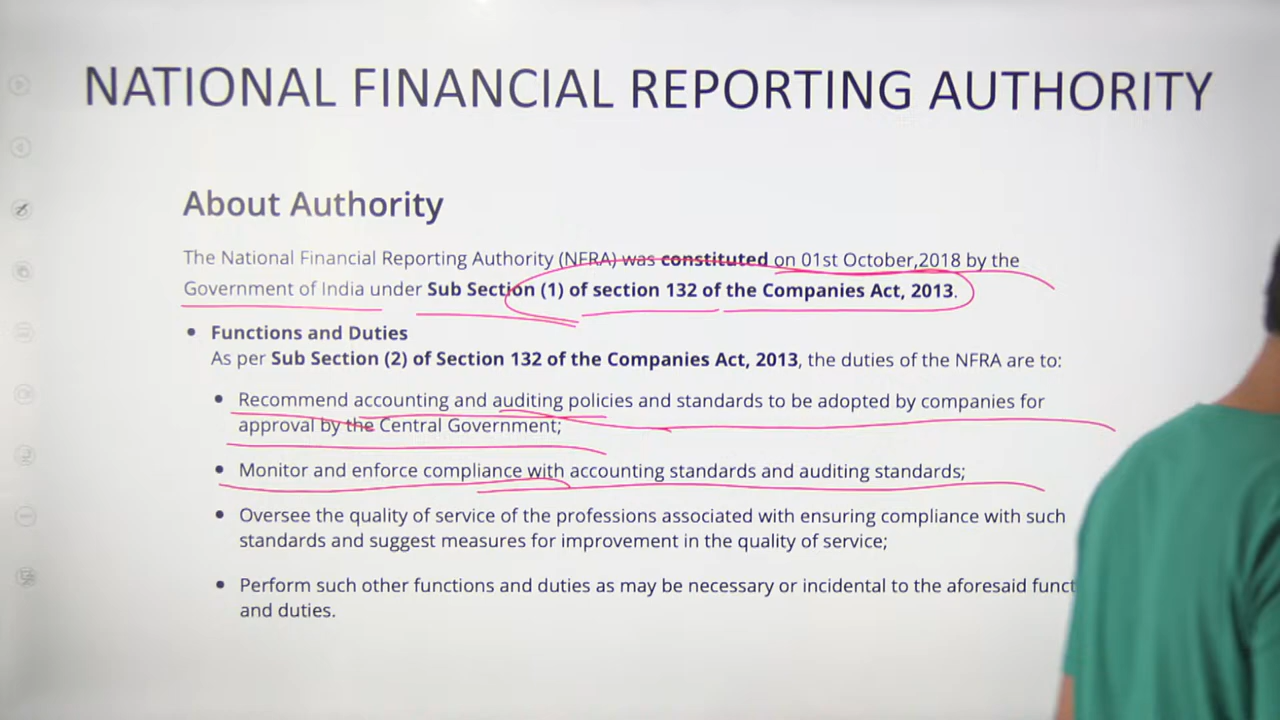 NATIONAL FINANCIAL REPORTING AUTHORITY
About Authority
The National Financial Reporting Authority (NFRA) was constituted on 01st October,2018 by the
Government of India under Sub Section (1) of section 132 of the Companies Act, 2013.
• Functions and Duties
As per Sub Section (2) of Section 132 of the Companies Act, 2013, the duties of the NFRA are to:
• Recommend accounting and auditing policies and standards to be adopted by companies for
approval by the Central Government;
• Monitor and enforce compliance with accounting standards and auditing standards;
• Oversee the quality of service of the professions associated with ensuring compliance with such
standards and suggest measures for improvement in the quality of service;
• Perform such other functions and duties as may be necessary or incidental to the aforesaid funct
and duties.